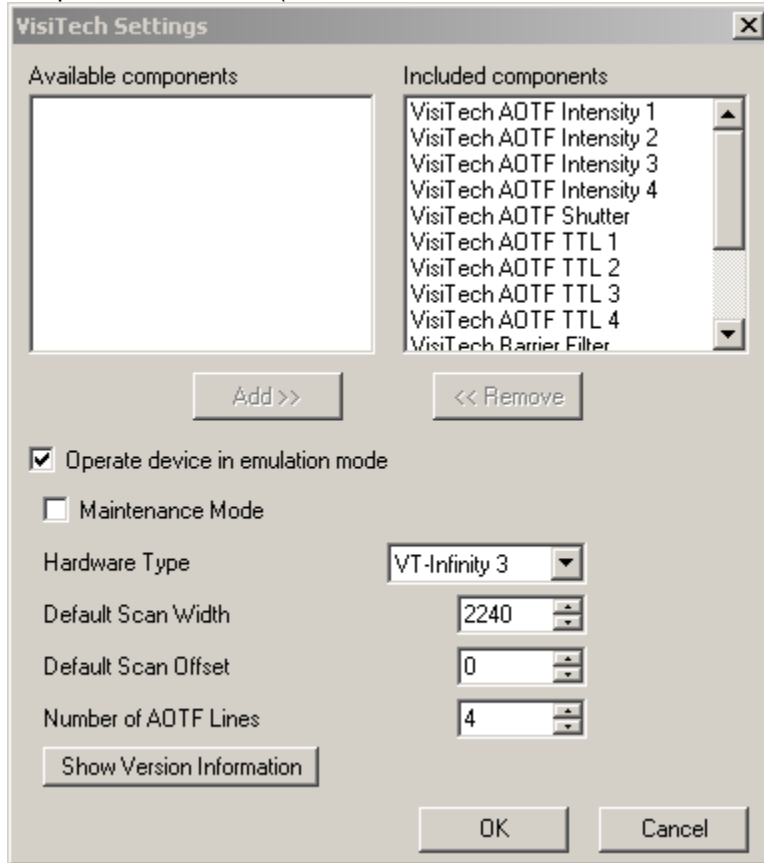 VisiTech Settings
Available components
Included components
VisiTech AOTF Intensity 1
VisiTech AOTF Intensity 2
VisiTech AOTF Intensity 3
VisiTech AOTF Intensity 4
VisiTech AOTF Shutter
VisiTech AOTF TTL 1
VisiTech AOTF TTL 2
VisiTech AOTF TTL 3
VisiTech AOTF TTL 4
VisiTech Barrier Filter
Add >>
<< Remove
Operate device in emulation mode
Maintenance Mode
Hardware Type
VT-Infinity 3
Default Scan Width
2240
Default Scan Offset
0
Number of AOTF Lines
4
Show Version Information
OK
Cancel